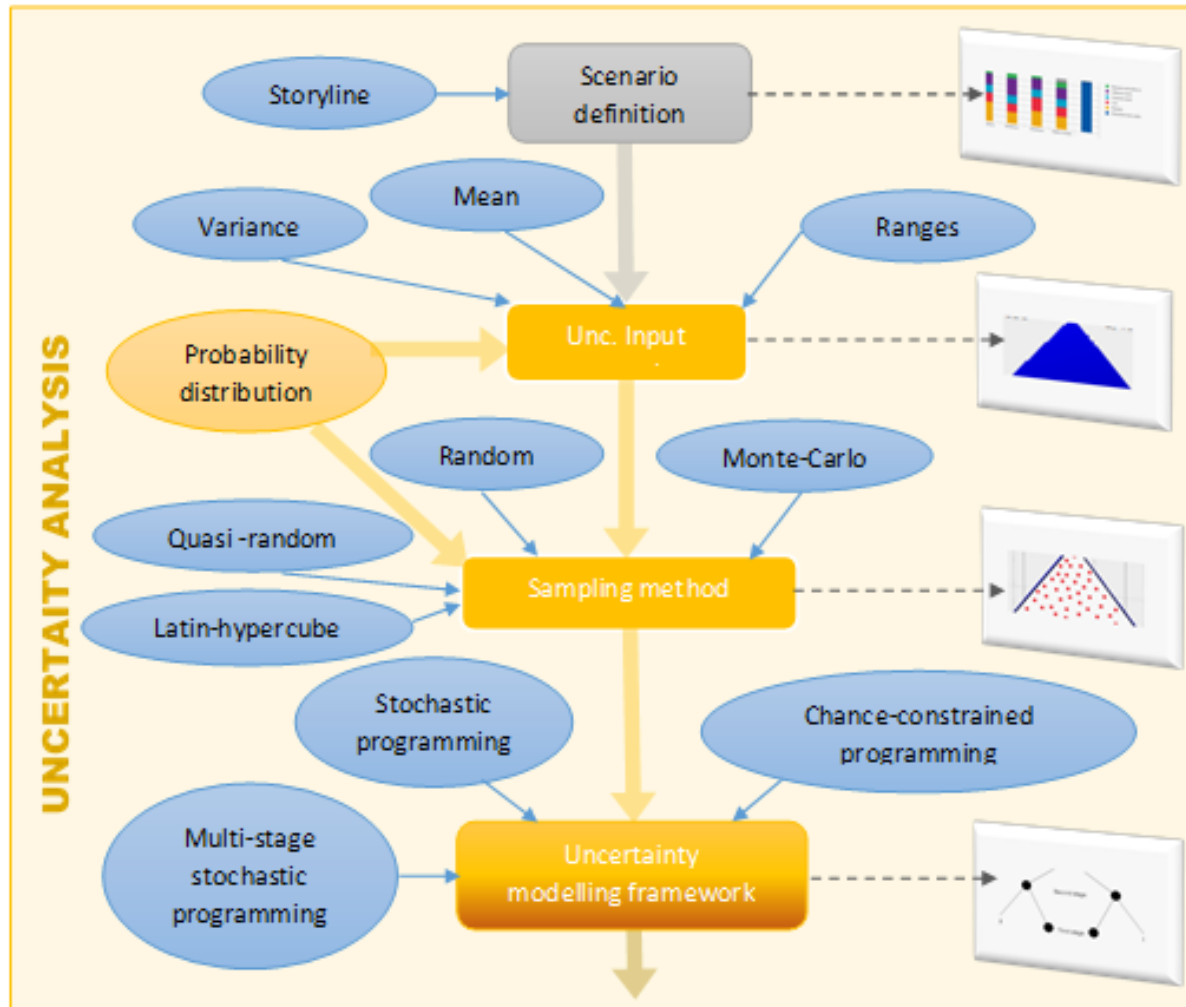 Scenario
definition
Storyline
Mean
Variance
Ranges
Unc. Input
Probability
distribution
Random
Monte-Carlo
Quasi -random
Sampling method
Latin-hypercube
Stochastic
programming
Chance-constrained
programming
Multi-stage
stochastic
programming
Uncertainty
modelling framework
UNCERTAITY ANALYSIS